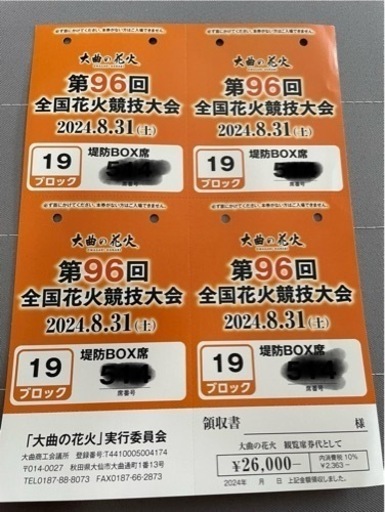 必ず首にかけてください。本券がない方はご入場できません。
大曲の花火
第96回
全国花火競技大会
2024.8.31(土)
19
ブロック
堤防BOX席
席番号
必ず首にかけてください。本券がない方はご入場できません。
大曲の花火
第96回
全国花火競技大会
2024.8.31(土)
19
ブロック
堤防BOX席
席番号
必ず首にかけてください。本券がない方はご入場できません。
大曲の花火
第96回
全国花火競技大会
2024.8.31(土)
19
ブロック
堤防BOX席
席番号
必ず首にかけてください。本券がない方はご入場できません。
大曲の花火
第96回
全国花火競技大会
2024.8.31(土)
19
ブロック
堤防BOX席
席番号
「大曲の花火」実行委員会
大曲商工会議所 登録番号:T4410005004174
〒014-0027 秋田県大仙市大曲通町1番13号
TEL0187-88-8073 FAX0187-66-2873
領収書 様
大曲の花火 観覧席券代として
¥26,000-
内消費税10%
¥2,363-
2024年 月 日 上記金額領収しました。